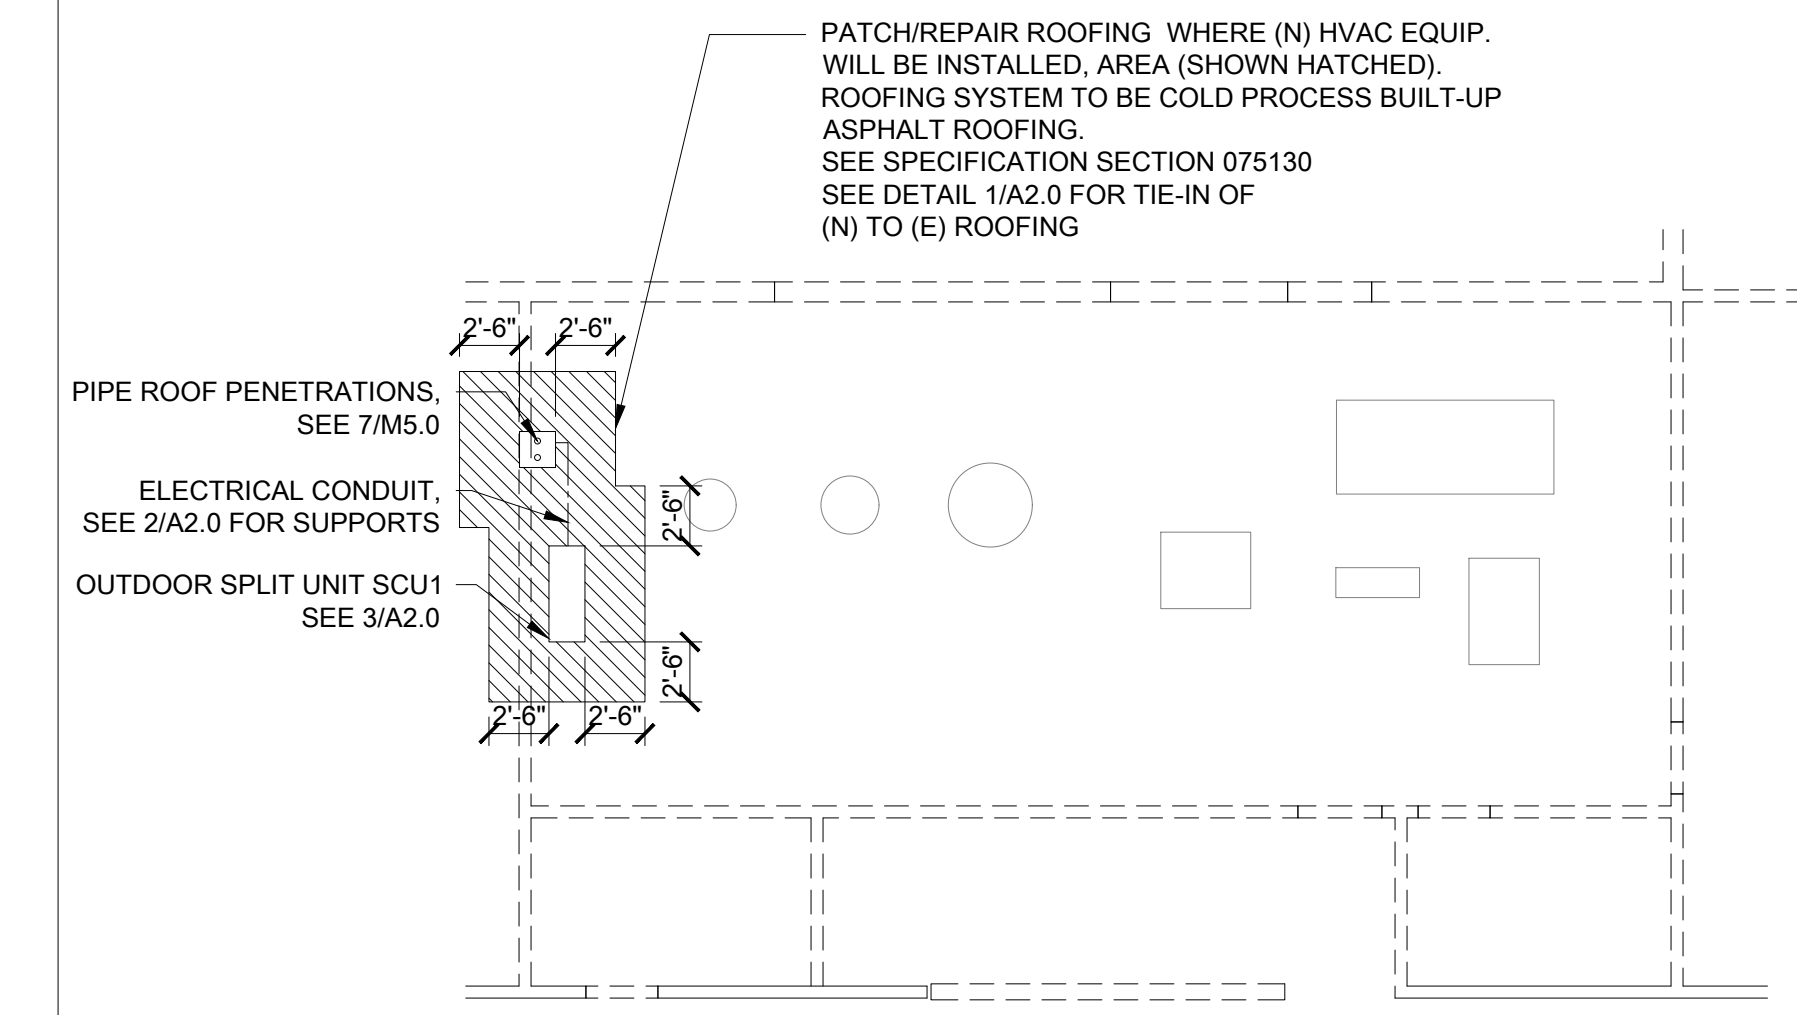 PATCH/REPAIR ROOFING WHERE (N) HVAC EQUIP.
WILL BE INSTALLED, AREA (SHOWN HATCHED).
ROOFING SYSTEM TO BE COLD PROCESS BUILT-UP
ASPHALT ROOFING.
SEE SPECIFICATION SECTION 075130
SEE DETAIL 1/A2.0 FOR TIE-IN OF
(N) TO (E) ROOFING
2'-6" 2'-6"
PIPE ROOF PENETRATIONS,
SEE 7/M5.0
ELECTRICAL CONDUIT,
SEE 2/A2.0 FOR SUPPORTS
2'-6"
OUTDOOR SPLIT UNIT SCU1
SEE 3/A2.0
2'-6"
2'-6" 2'-6"